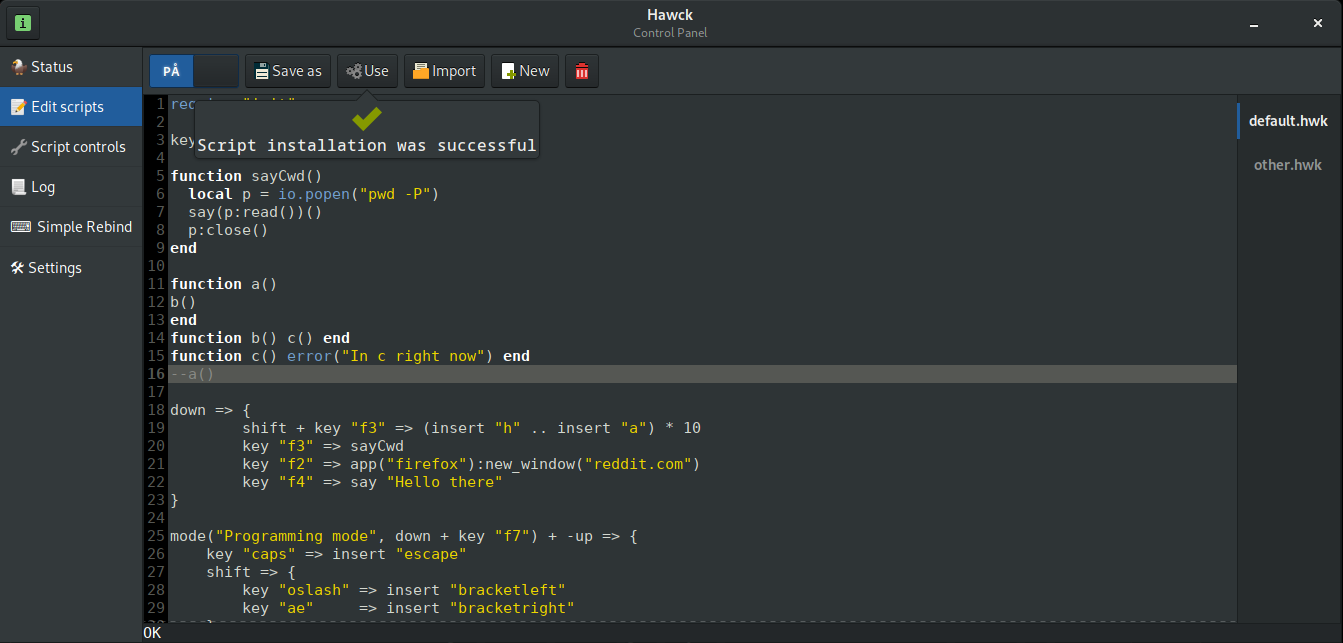 Hawck
Control Panel
Status
Edit scripts
Script controls
Log
Simple Rebind
Settings
PÅ
Save as
Use
Import
New
Script installation was successful
1
2
3 key
4
5 function sayCwd()
6   local p = io.popen("pwd -P")
7   say(p:read())()
8   p:close()
9 end
10
11 function a()
12 b()
13 end
14 function b() c() end
15 function c() error("In c right now") end
16 --a()
17
18 down => {
19         shift + key "f3" => (insert "h" .. insert "a") * 10
20         key "f3" => sayCwd
21         key "f2" => app("firefox"):new_window("reddit.com")
22         key "f4" => say "Hello there"
23 }
24
25 mode("Programming mode", down + key "f7") + -up => {
26     key "caps" => insert "escape"
27     shift => {
28         key "oslash" => insert "bracketleft"
29         key "ae"     => insert "bracketright"
OK
default.hwk
other.hwk